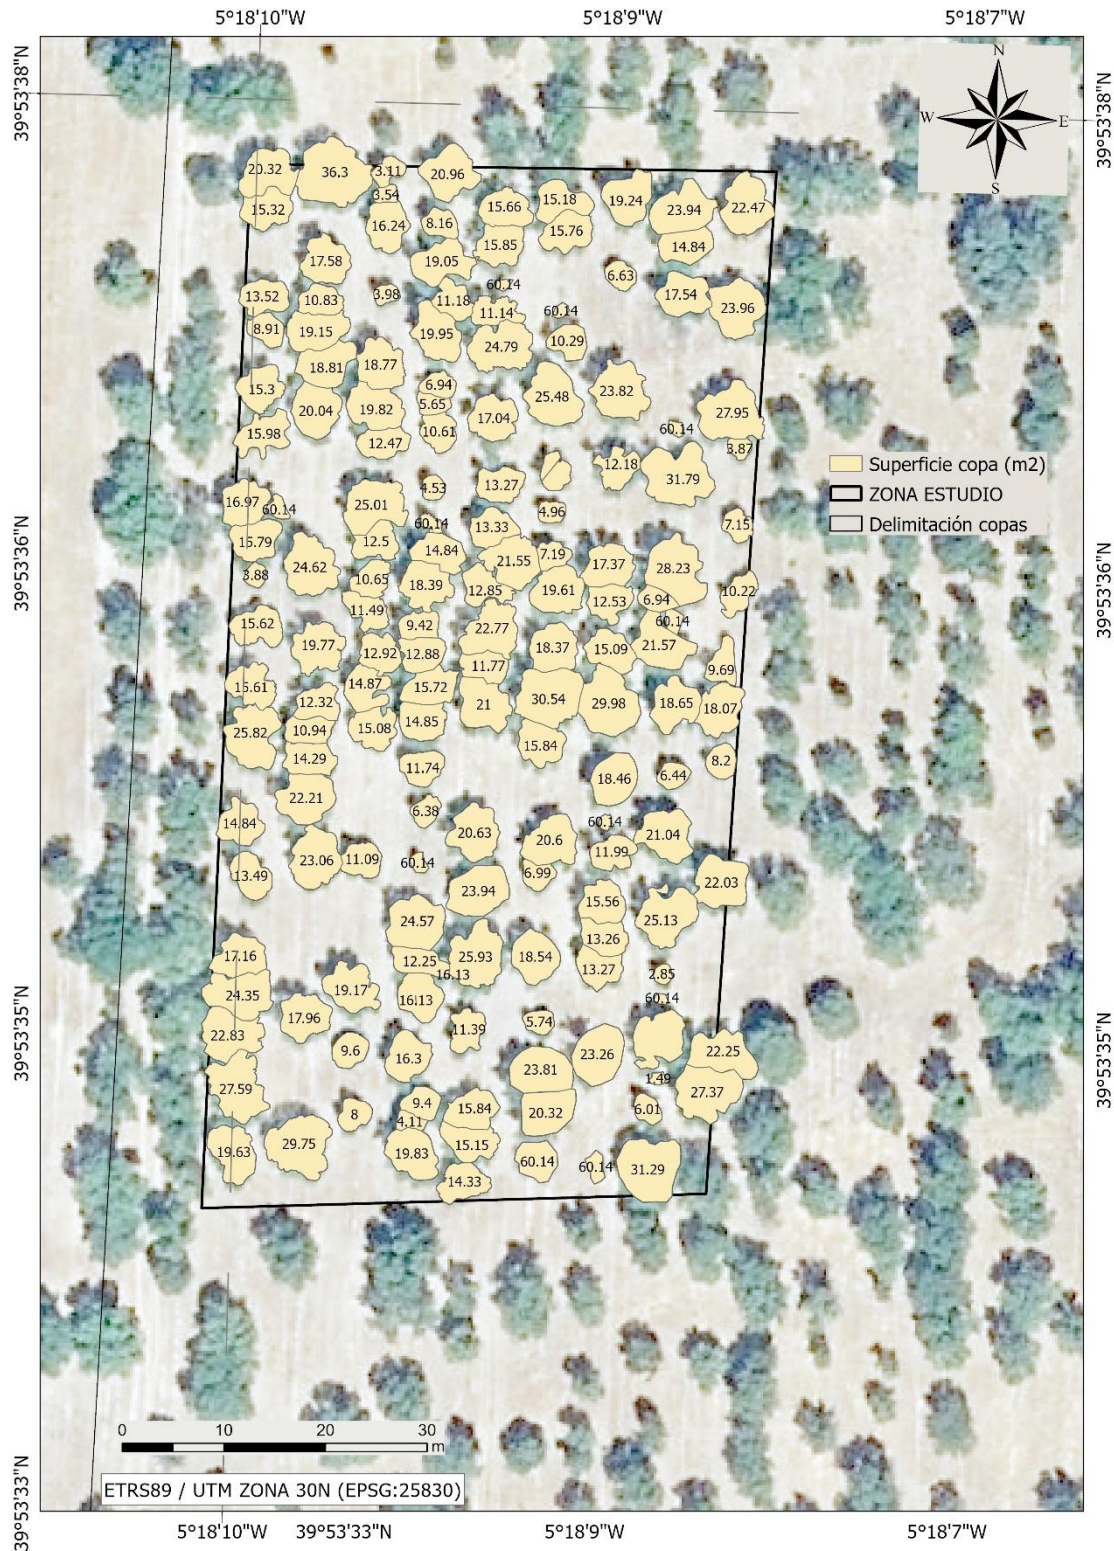 5°18'10"W 5°18'9"W 5°18'7"W
39°53'38"N 39°53'38"N
N
W E
S
20.32 36.3 3.11 20.96
15.32 3.54 16.24 8.16 15.66 15.18 19.24 23.94 22.47
15.85 15.76 14.84
17.58 19.05 6.63
13.52 10.83 3.98 11.18 60.14 17.54 23.96
8.91 19.15 19.95 11.14 60.14
24.79 10.29
18.81 18.77
15.3 6.94 25.48 23.82
20.04 19.82 5.65 17.04 27.95
15.98 12.47 10.61 60.14
3.87
12.18
Superficie copa (m2)
ZONA ESTUDIO
Delimitación copas
4.53 13.27 31.79
16.97 60.14 25.01 4.96
60.14 13.33 7.15
15.79 12.5 14.84 7.19
39°53'36"N 39°53'36"N
3.88 24.62 21.55 17.37 28.23
10.65 18.39 12.85 19.61 10.22
11.49 12.53 6.94
15.62 9.42 22.77 60.14
19.77 12.92 12.88 18.37 15.09 21.57
11.77 9.69
15.61 14.87 15.72
12.32 21 30.54 29.98 18.65 18.07
25.82 10.94 15.08 14.85
15.84
14.29 11.74 8.2
18.46 6.44
22.21
6.38
14.84 20.63 20.6 60.14 21.04
23.06 11.09 60.14 11.99
13.49 6.99
23.94 22.03
24.57 15.56 25.13
17.16 12.25 25.93 18.54 13.26
16.13 13.27 2.85
24.35 19.17 16.13 60.14
17.96
22.83 11.39 5.74
39°53'35"N 39°53'35"N
9.6 16.3 23.26 22.25
23.81 1.49
27.59 27.37
9.4 15.84 20.32 6.01
8 4.11
19.63 29.75 19.83 15.15 60.14 60.14 31.29
14.33
0 10 20 30
m
ETRS89 / UTM ZONA 30N (EPSG:25830)
39°53'33"N
5°18'10"W 39°53'33"N 5°18'9"W 5°18'7"W